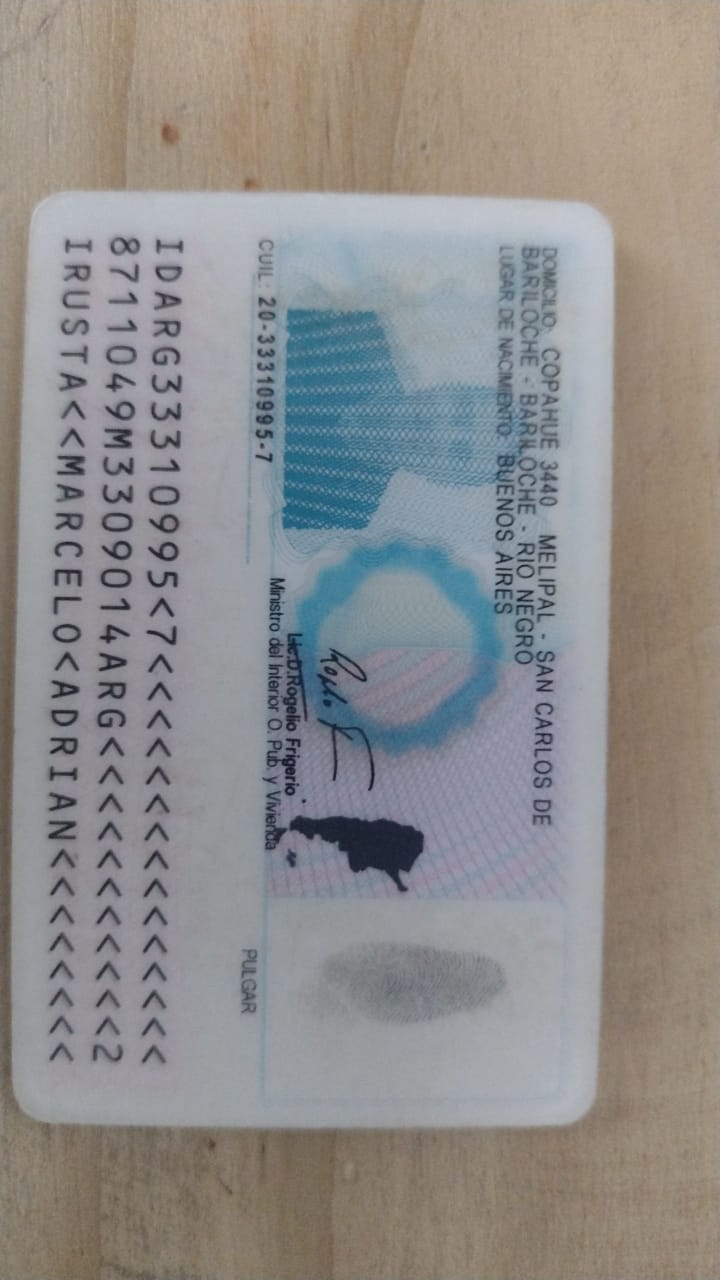 DOMICILIO: COPAHUE 3440 MELIPAL - SAN CARLOS DE
BARILOCHE - BARILOCHE - RIO NEGRO
LUGAR DE NACIMIENTO: BUENOS AIRES
Lic.D.Rogelio Frigerio
Ministro del Interior O. Pub. y Vivienda
CUIL: 20-33310995-7
PULGAR
IDARG33310995<7<<<<<<<<<<<<<<<
8711049M3309014ARG<<<<<<<<<<<2
IRUSTA<<MARCELO<ADRIAN<<<<<<<<